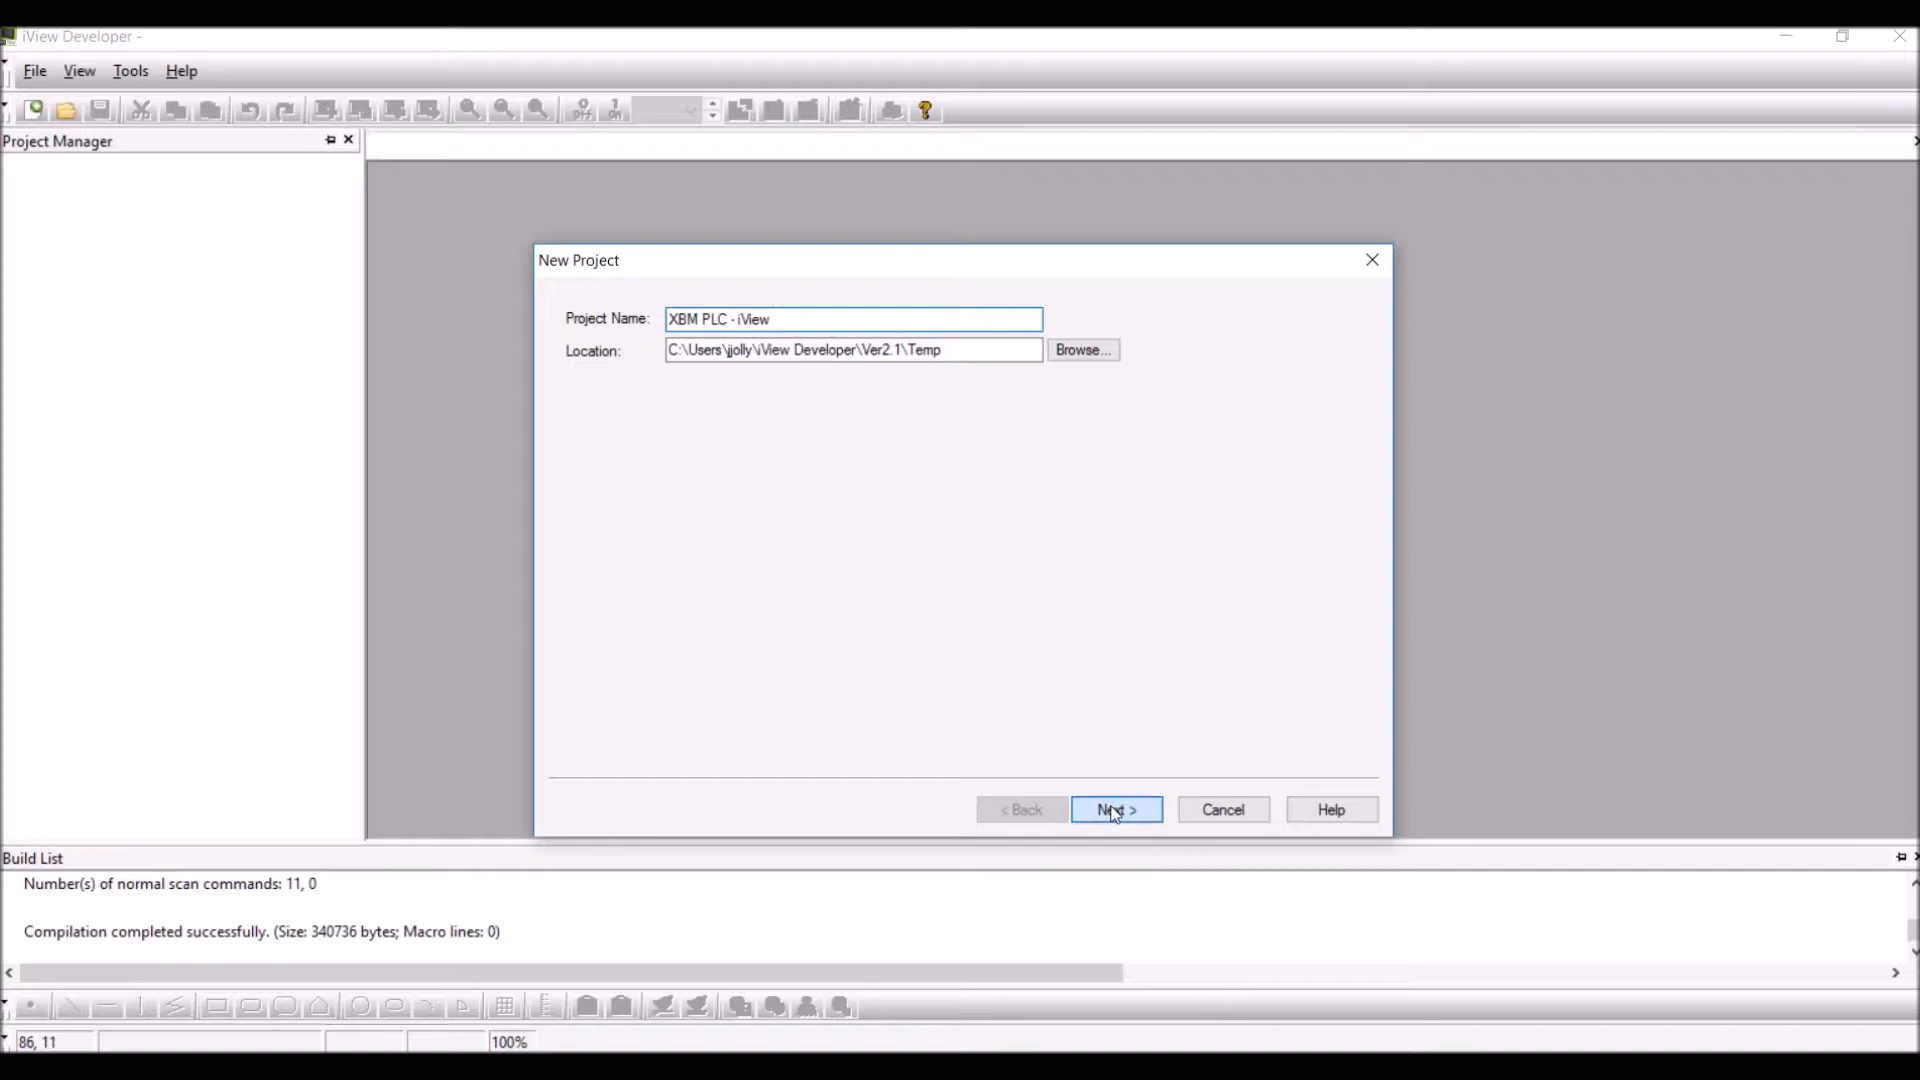 iView Developer -
File View Tools Help
Project Manager
New Project
Project Name: XBM PLC - iView
Location: C:\Users\jjolly\iView Developer\Ver2.1\Temp Browse...
< Back Next > Cancel Help
Build List
Number(s) of normal scan commands: 11, 0
Compilation completed successfully. (Size: 340736 bytes; Macro lines: 0)
86, 11 100%